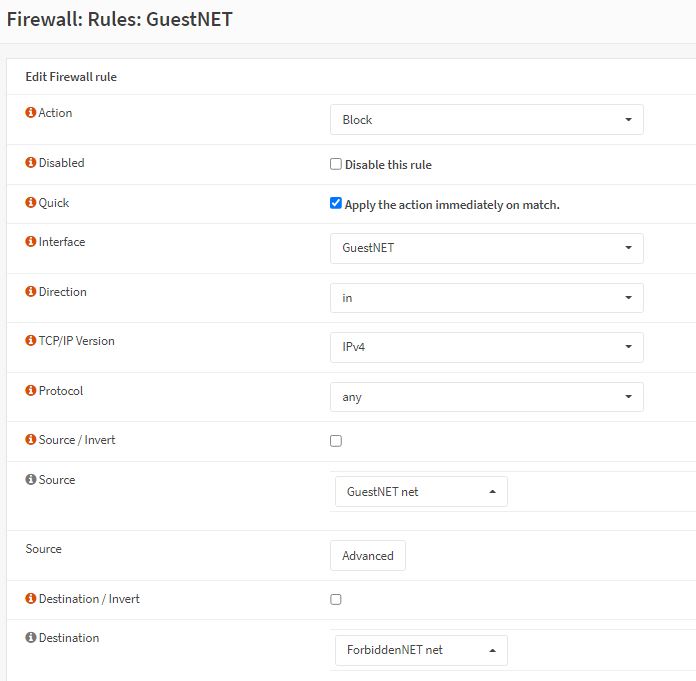 Firewall: Rules: GuestNET
Edit Firewall rule
Action
Block
Disabled
Disable this rule
Quick
Apply the action immediately on match.
Interface
GuestNET
Direction
in
TCP/IP Version
IPv4
Protocol
any
Source / Invert
Source
GuestNET net
Source
Advanced
Destination / Invert
Destination
ForbiddenNET net